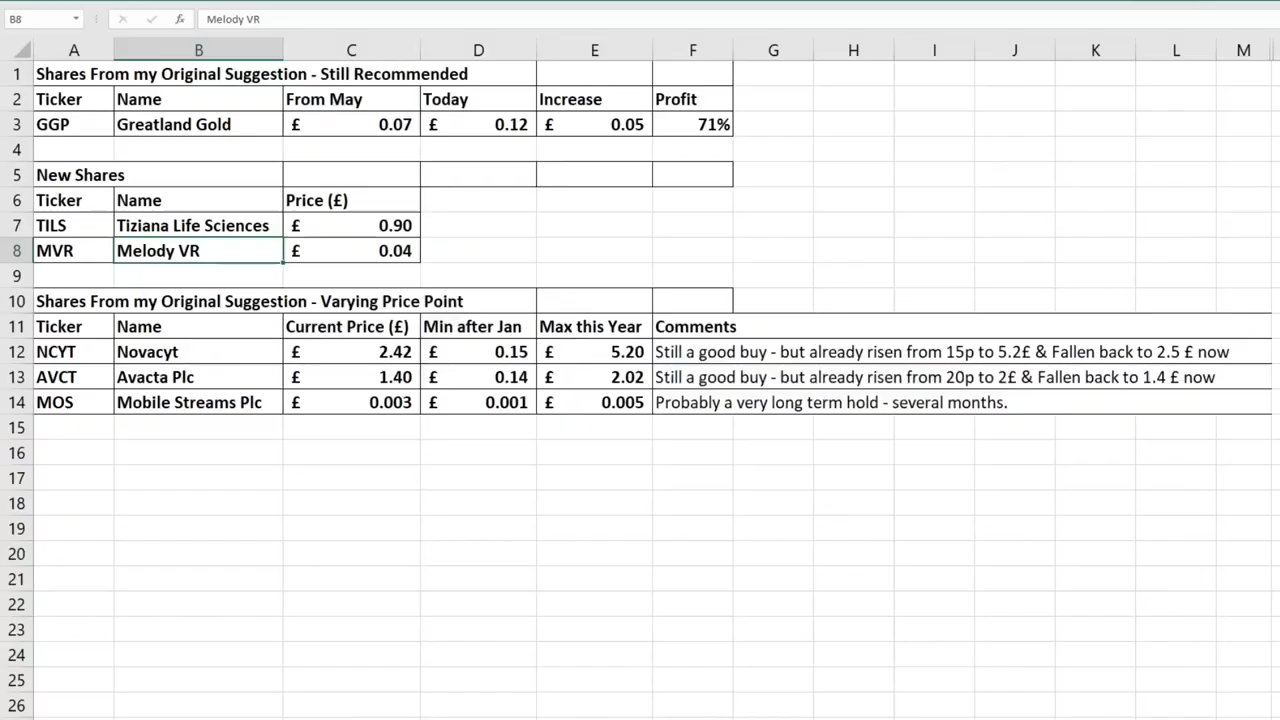 B8 fx Melody VR
A B C D E F G H I J K L M
1 Shares From my Original Suggestion - Still Recommended
2 Ticker Name From May Today Increase Profit
3 GGP Greatland Gold £ 0.07 £ 0.12 £ 0.05 71%
4
5 New Shares
6 Ticker Name Price (£)
7 TILS Tiziana Life Sciences £ 0.90
8 MVR Melody VR £ 0.04
9
10 Shares From my Original Suggestion - Varying Price Point
11 Ticker Name Current Price (£) Min after Jan Max this Year Comments
12 NCYT Novacyt £ 2.42 £ 0.15 £ 5.20 Still a good buy - but already risen from 15p to 5.2£ & Fallen back to 2.5 £ now
13 AVCT Avacta Plc £ 1.40 £ 0.14 £ 2.02 Still a good buy - but already risen from 20p to 2£ & Fallen back to 1.4 £ now
14 MOS Mobile Streams Plc £ 0.003 £ 0.001 £ 0.005 Probably a very long term hold - several months.
15
16
17
18
19
20
21
22
23
24
25
26